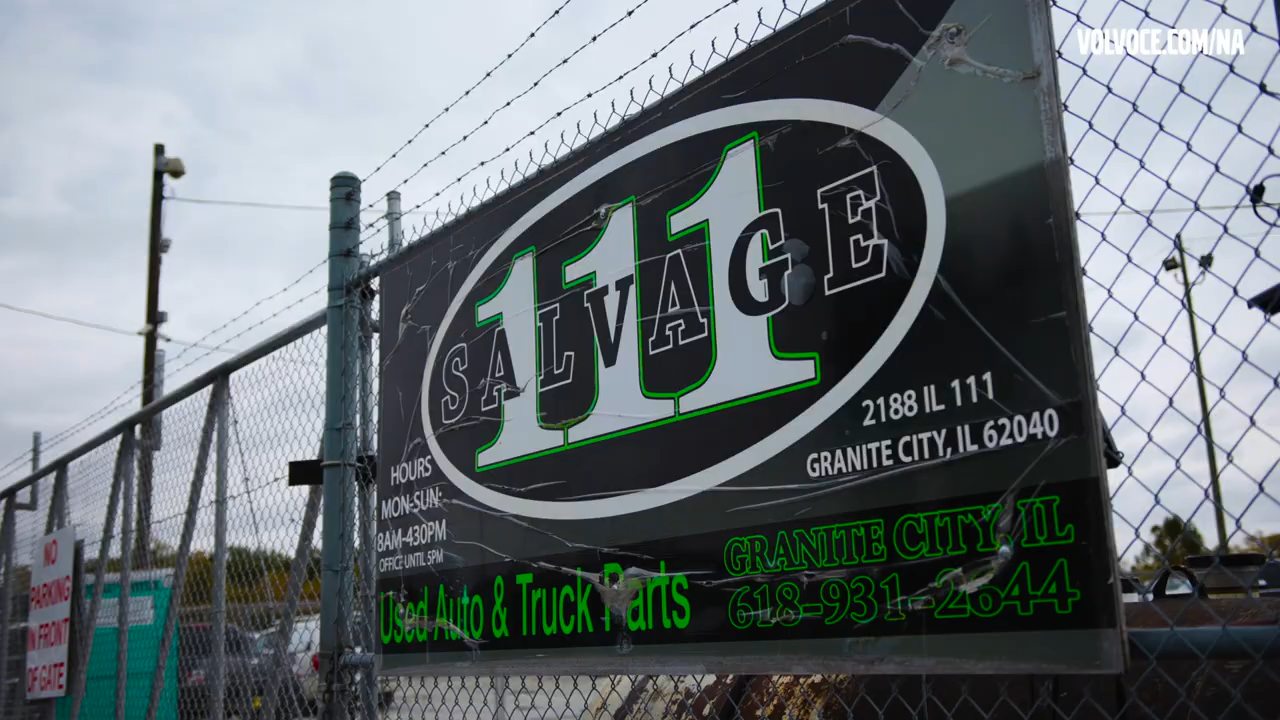 VOLVOCE.COM/NA
111
SALVAGE
2188 IL 111
GRANITE CITY, IL 62040
HOURS
MON-SUN:
8AM-430PM
OFFICE UNTIL 5PM
Used Auto & Truck Parts
GRANITE CITY, IL
618-931-2644
NO
PARKING
IN FRONT
OF GATE